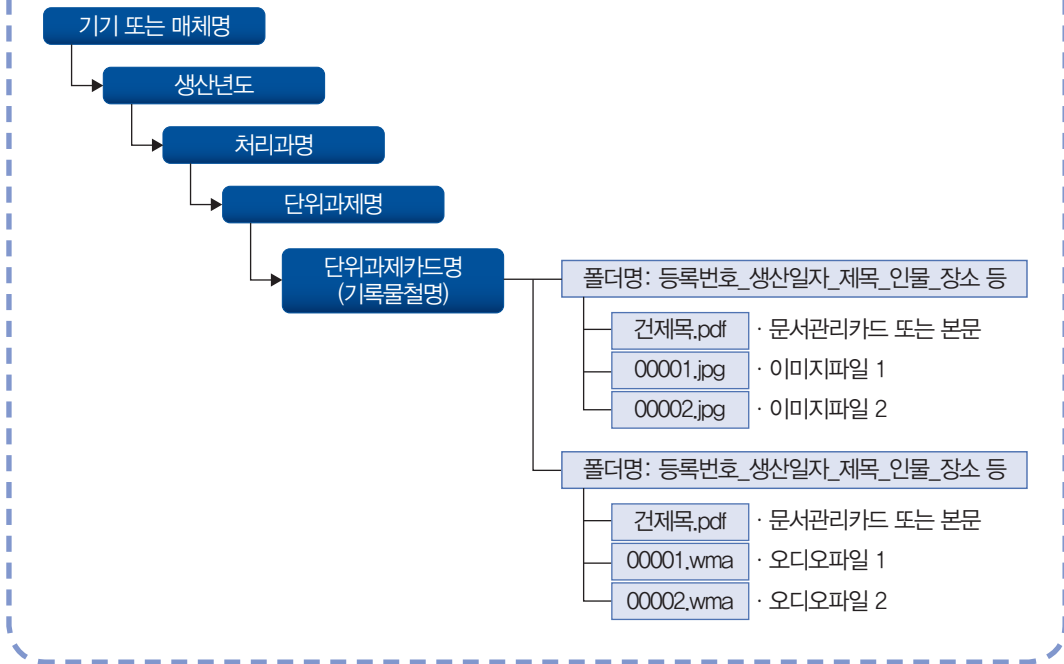 기기 또는 매체명
생산년도
처리과명
단위과제명
단위과제카드명
(기록물철명)
폴더명: 등록번호_생산일자_제목_인물_장소 등
건제목.pdf · 문서관리카드 또는 본문
00001.jpg · 이미지파일 1
00002.jpg · 이미지파일 2
폴더명: 등록번호_생산일자_제목_인물_장소 등
건제목.pdf · 문서관리카드 또는 본문
00001.wma · 오디오파일 1
00002.wma · 오디오파일 2